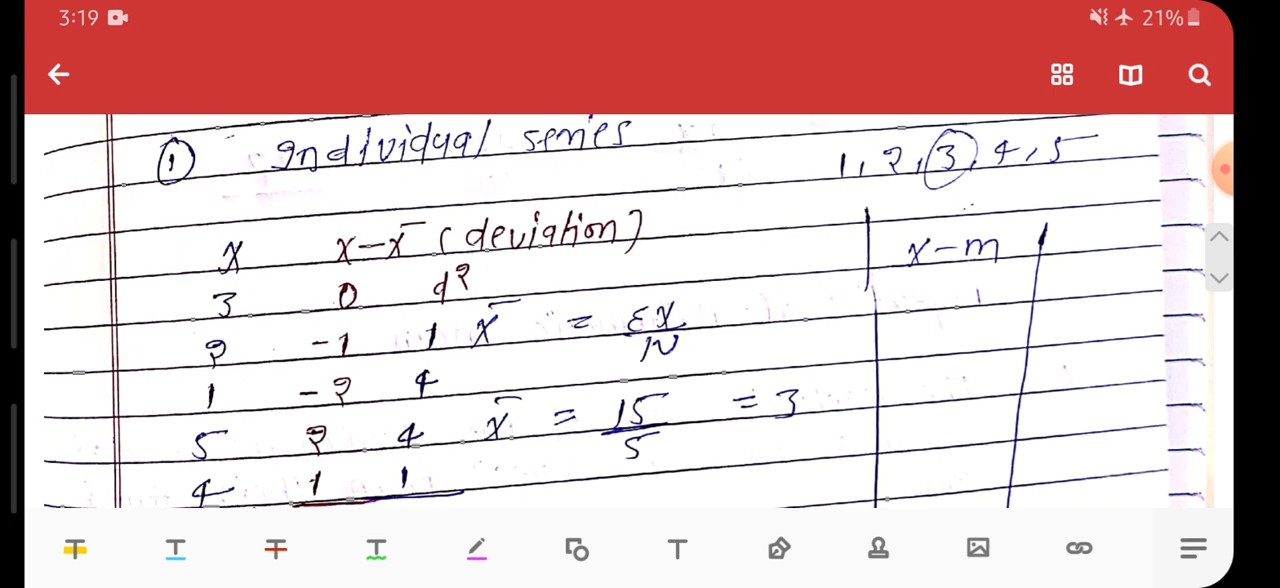 3:19 21%
① Individual series
1, 2, 3, 4, 5
X X-X̄ (deviation) X-m
3 0 d2
2 -1 1 X̄ = ΣX/N
1 -2 4
5 2 4 X̄ = 15/5 = 3
4 1 1
T T T T T